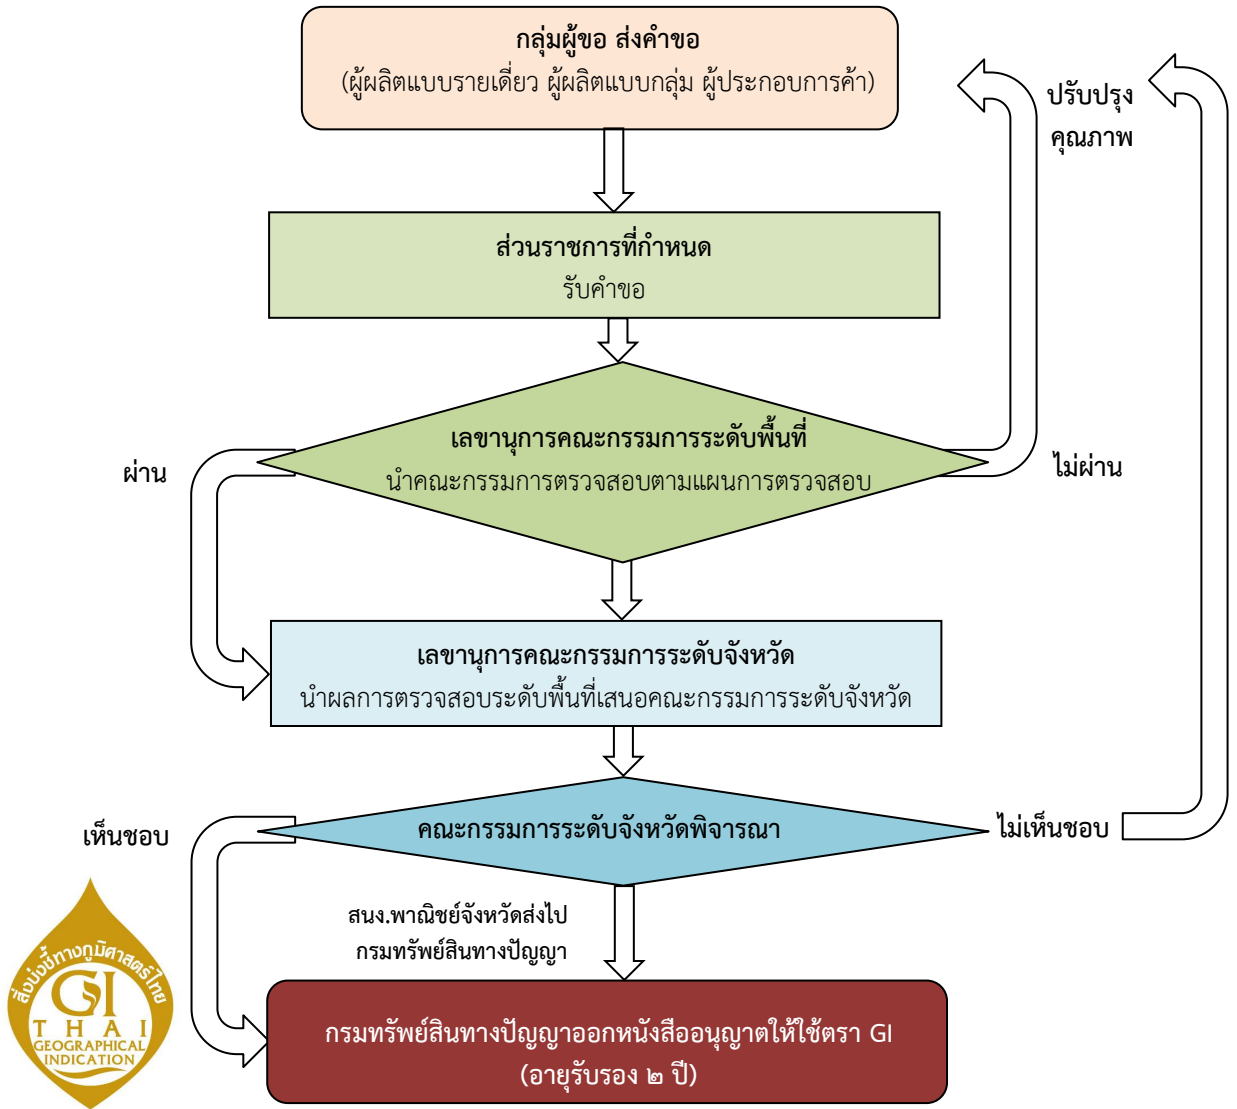 กลุ่มผู้ขอ ส่งคำขอ
(ผู้ผลิตแบบรายเดี่ยว ผู้ผลิตแบบกลุ่ม ผู้ประกอบการค้า)
ปรับปรุง
คุณภาพ
ส่วนราชการที่กำหนด
รับคำขอ
เลขานุการคณะกรรมการระดับพื้นที่
นำคณะกรรมการตรวจสอบตามแผนการตรวจสอบ
ผ่าน
ไม่ผ่าน
เลขานุการคณะกรรมการระดับจังหวัด
นำผลการตรวจสอบระดับพื้นที่เสนอคณะกรรมการระดับจังหวัด
คณะกรรมการระดับจังหวัดพิจารณา
เห็นชอบ
ไม่เห็นชอบ
สนง.พาณิชย์จังหวัดส่งไป
กรมทรัพย์สินทางปัญญา
กรมทรัพย์สินทางปัญญาออกหนังสืออนุญาตให้ใช้ตรา GI
(อายุรับรอง ๒ ปี)
สิ่งบ่งชี้ทางภูมิศาสตร์ไทย
GI
THAI
GEOGRAPHICAL
INDICATION